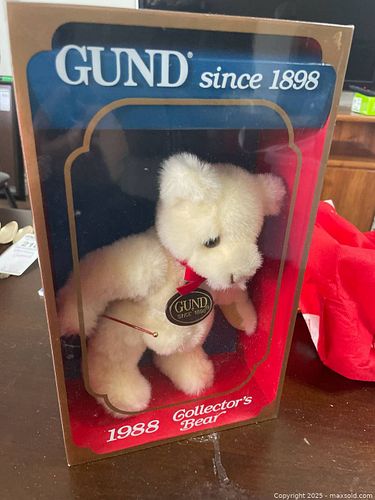 GUND® since 1898
GUND
SINCE 1898
1988 Collector's
Bear
© Copyright 2025 - maxsold.com